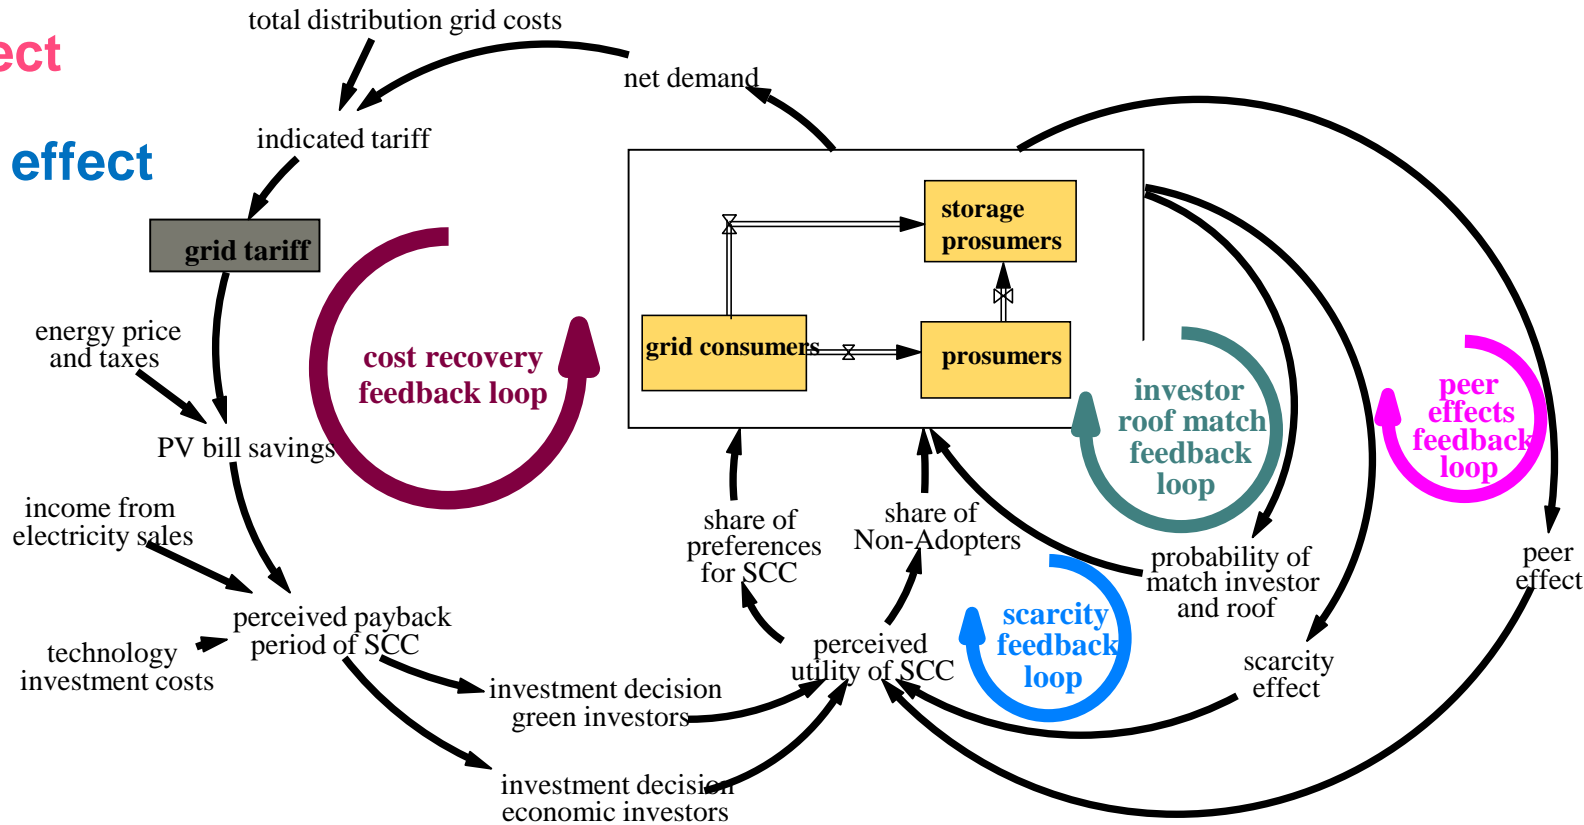 total distribution grid costs
ect
effect
net demand
indicated tariff
grid tariff
storage
prosumers
energy price
and taxes
cost recovery
feedback loop
grid consumers
prosumers
investor
roof match
feedback
loop
peer
effects
feedback
loop
PV bill savings
income from
electricity sales
share of
preferences
for SCC
share of
Non-Adopters
probability of
match investor
and roof
peer
effect
perceived payback
period of SCC
technology
investment costs
perceived
utility of SCC
scarcity
feedback
loop
scarcity
effect
investment decision
green investors
investment decision
economic investors